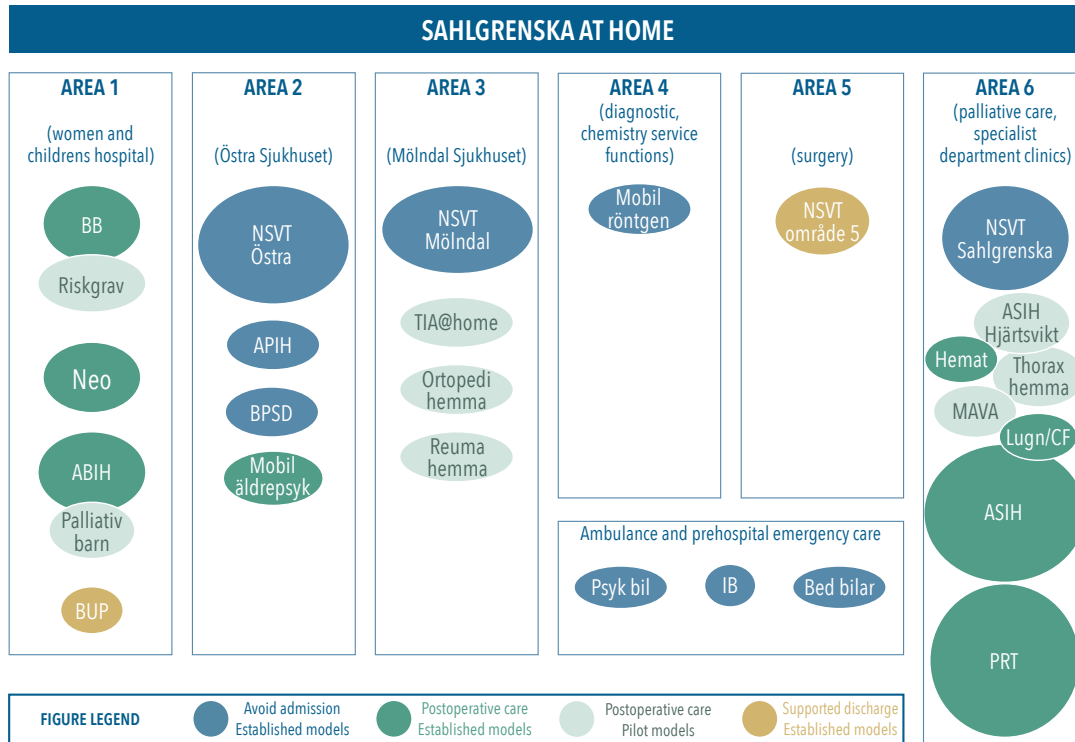 SAHLGRENSKA AT HOME
AREA 1
(women and
childrens hospital)
BB
Riskgrav
Neo
ABIH
Palliativ
barn
BUP
AREA 2
(Östra Sjukhuset)
NSVT
Östra
APIH
BPSD
Mobil
äldrepsyk
AREA 3
(Mölndal Sjukhuset)
NSVT
Mölndal
TIA@home
Ortopedi
hemma
Reuma
hemma
AREA 4
(diagnostic,
chemistry service
functions)
Mobil
röntgen
AREA 5
(surgery)
NSVT
område 5
Ambulance and prehospital emergency care
Psyk bil
IB
Bed bilar
AREA 6
(palliative care,
specialist
department clinics)
NSVT
Sahlgrenska
ASIH
Hjärtsvikt
Hemat
Thorax
hemma
MAVA
Lugn/CF
ASIH
PRT
FIGURE LEGEND
Avoid admission
Established models
Postoperative care
Established models
Postoperative care
Pilot models
Supported discharge
Established models